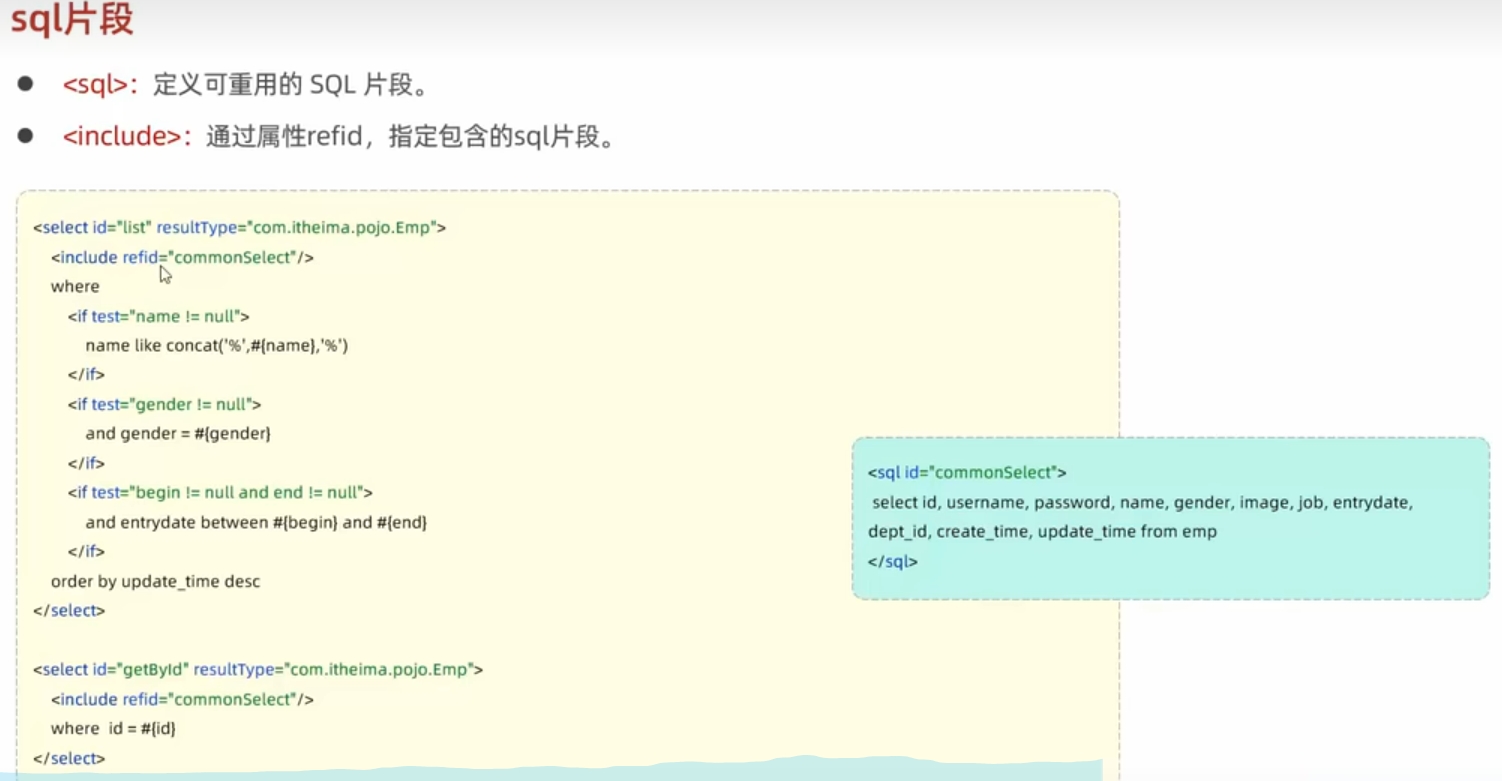 sql片段
● <sql>：定义可重用的 SQL 片段。
● <include>：通过属性refid，指定包含的sql片段。
<select id="list" resultType="com.itheima.pojo.Emp">
<include refid="commonSelect"/>
where
<if test="name != null">
name like concat('%',#{name},'%')
</if>
<if test="gender != null">
and gender = #{gender}
</if>
<if test="begin != null and end != null">
and entrydate between #{begin} and #{end}
</if>
order by update_time desc
</select>
<select id="getById" resultType="com.itheima.pojo.Emp">
<include refid="commonSelect"/>
where id = #{id}
</select>
<sql id="commonSelect">
select id, username, password, name, gender, image, job, entrydate,
dept_id, create_time, update_time from emp
</sql>